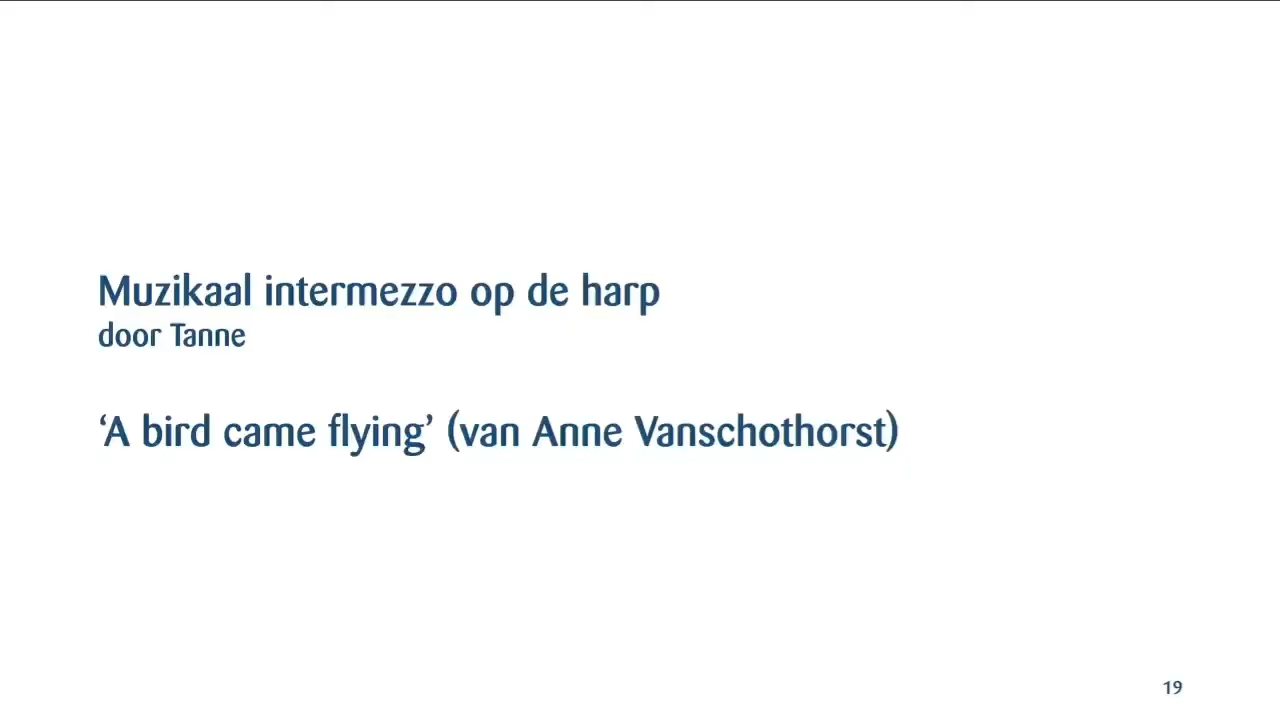 Muzikaal intermezzo op de harp
door Tanne
‘A bird came flying’ (van Anne Vanschothorst)
19